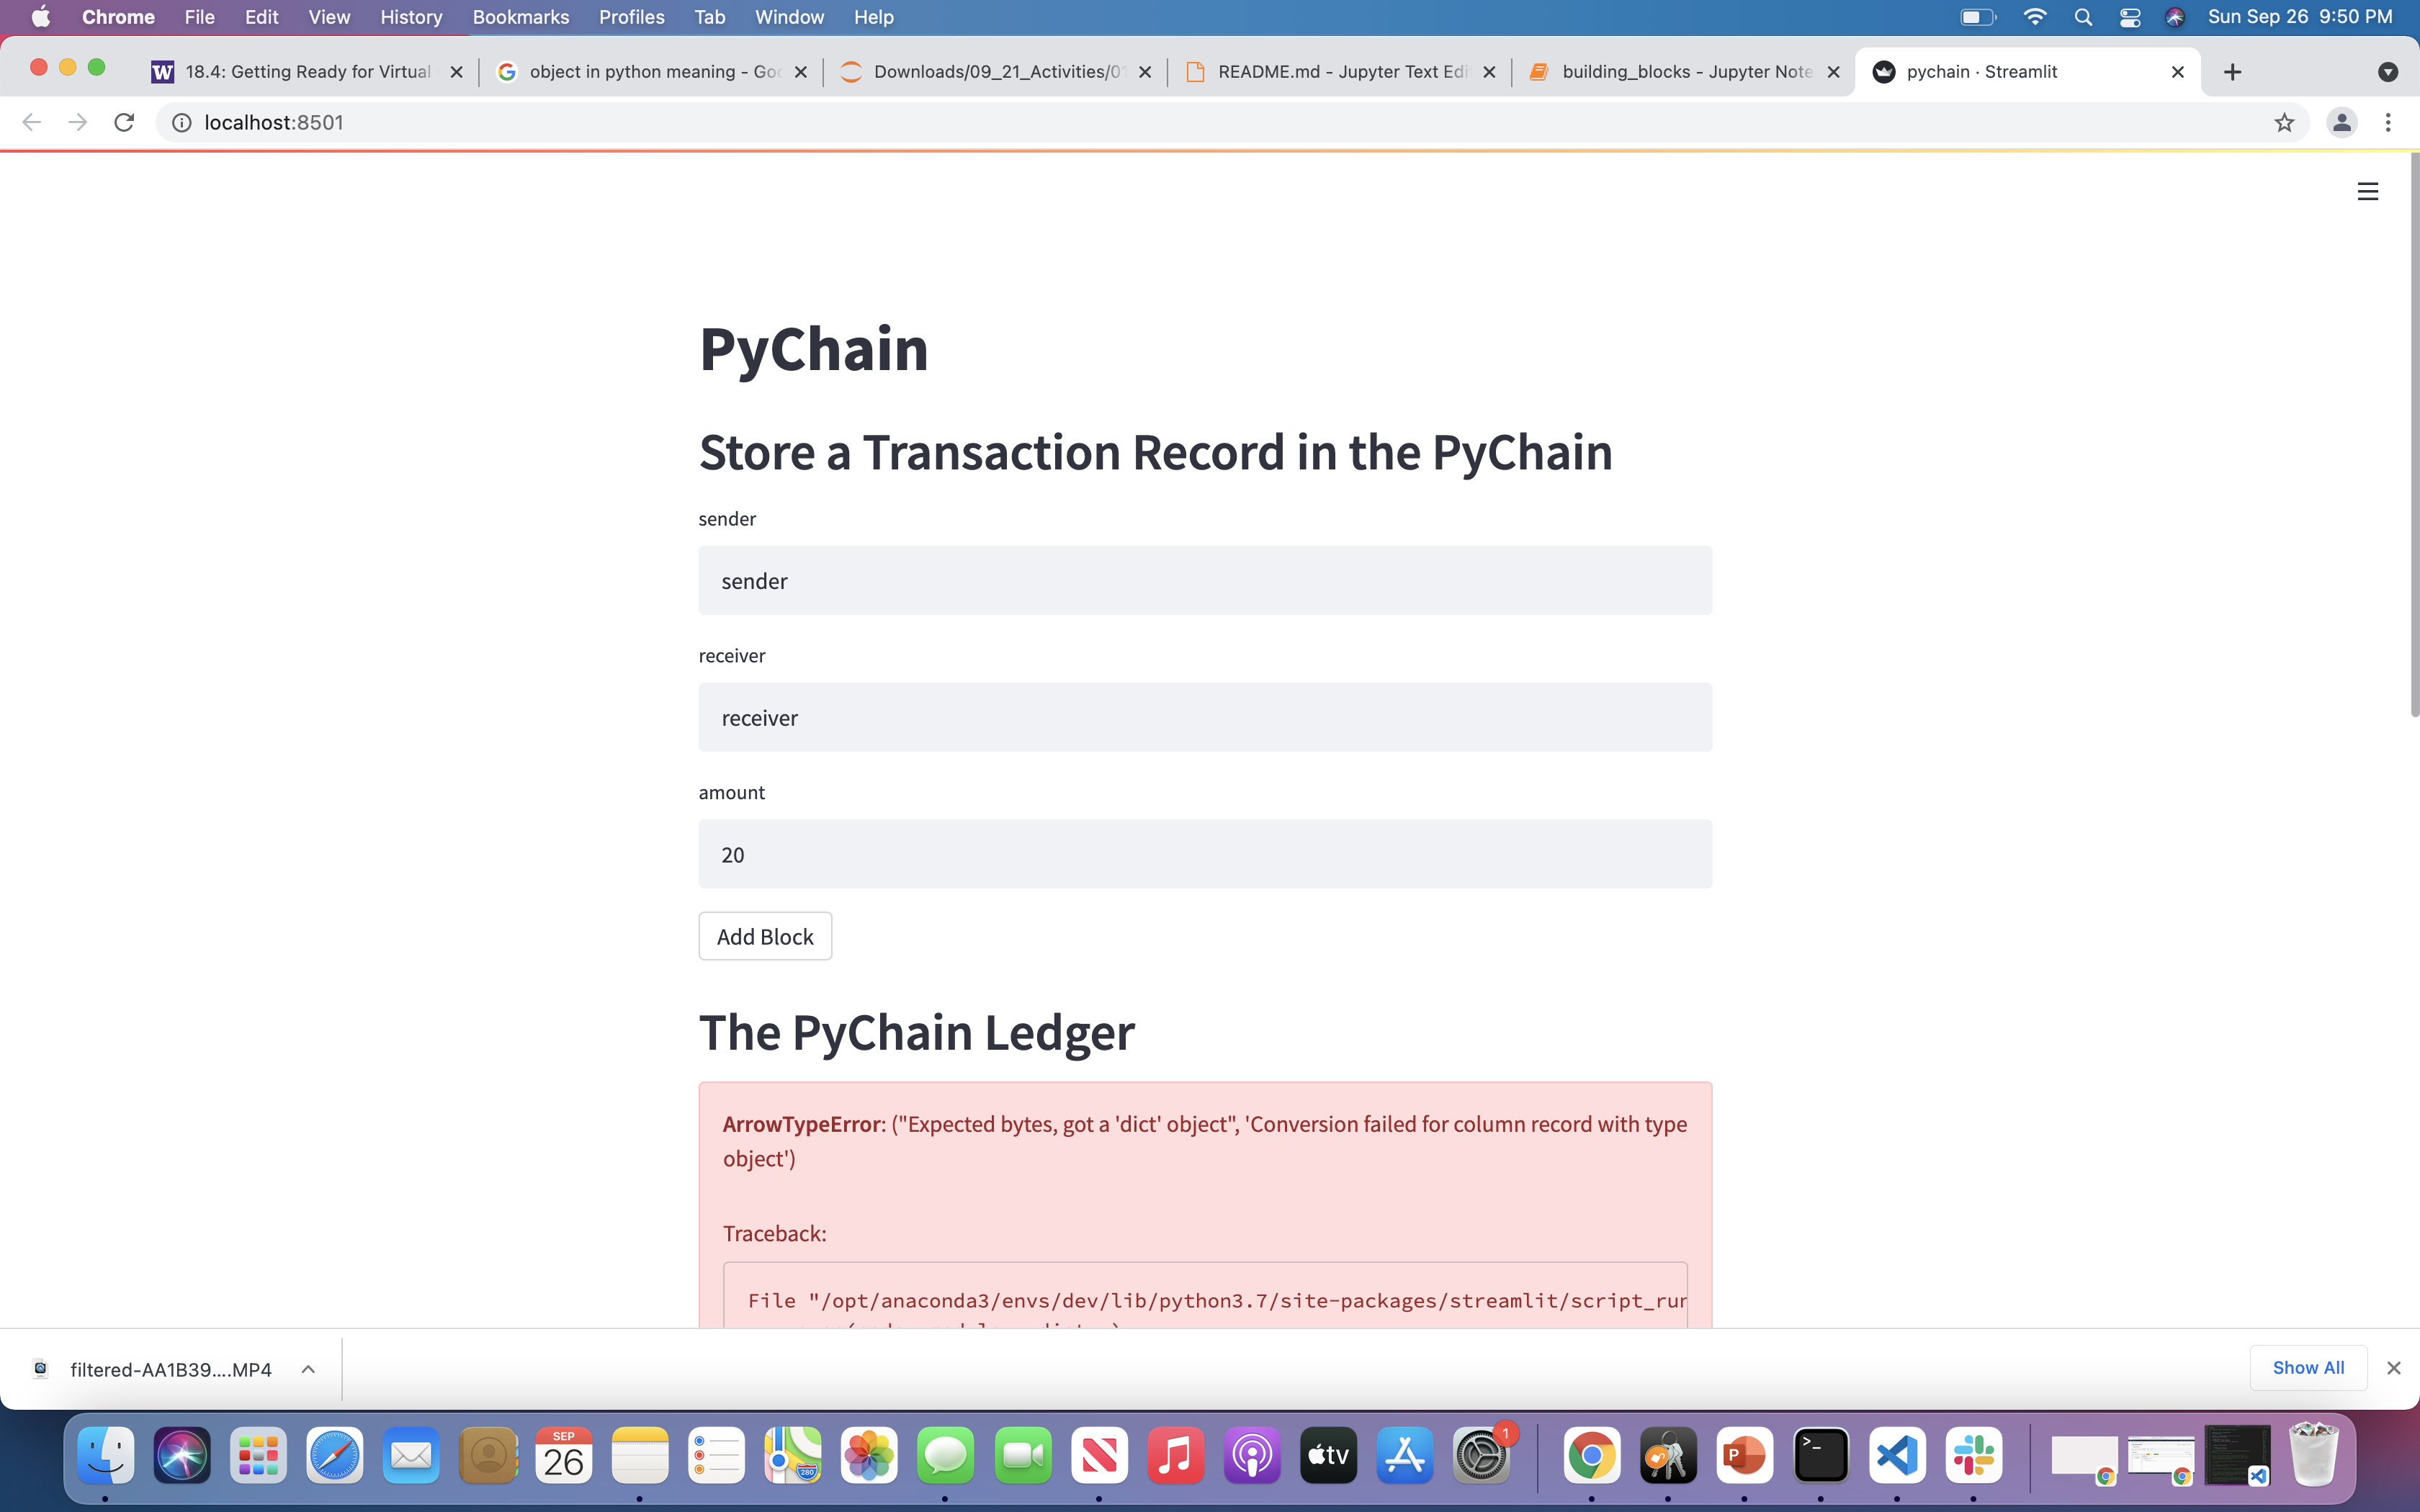 Chrome File Edit View History Bookmarks Profiles Tab Window Help Sun Sep 26 9:50 PM
18.4: Getting Ready for Virtual object in python meaning - Goo Downloads/09_21_Activities/01 README.md - Jupyter Text Edi building_blocks - Jupyter Note pychain · Streamlit
localhost:8501
PyChain
Store a Transaction Record in the PyChain
sender
sender
receiver
receiver
amount
20
Add Block
The PyChain Ledger
ArrowTypeError: ("Expected bytes, got a 'dict' object", 'Conversion failed for column record with type
object')
Traceback:
File "/opt/anaconda3/envs/dev/lib/python3.7/site-packages/streamlit/script_rur
filtered-AA1B39....MP4 Show All
SEP
26
280
tv
1
P
>_